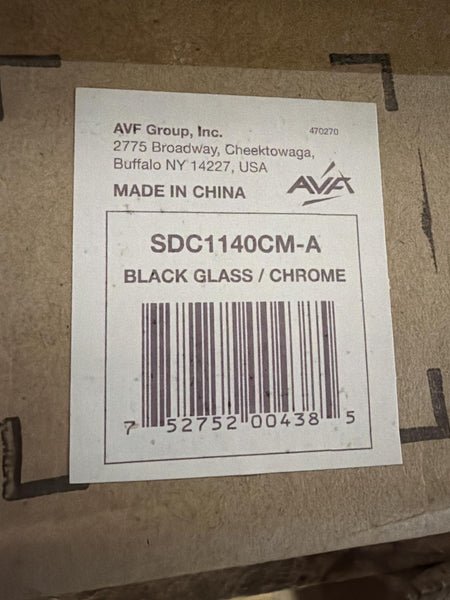 AVF Group, Inc.
470270
2775 Broadway, Cheektowaga,
Buffalo NY 14227, USA
AVF
MADE IN CHINA
SDC1140CM-A
BLACK GLASS / CHROME
7 52752 00438 5